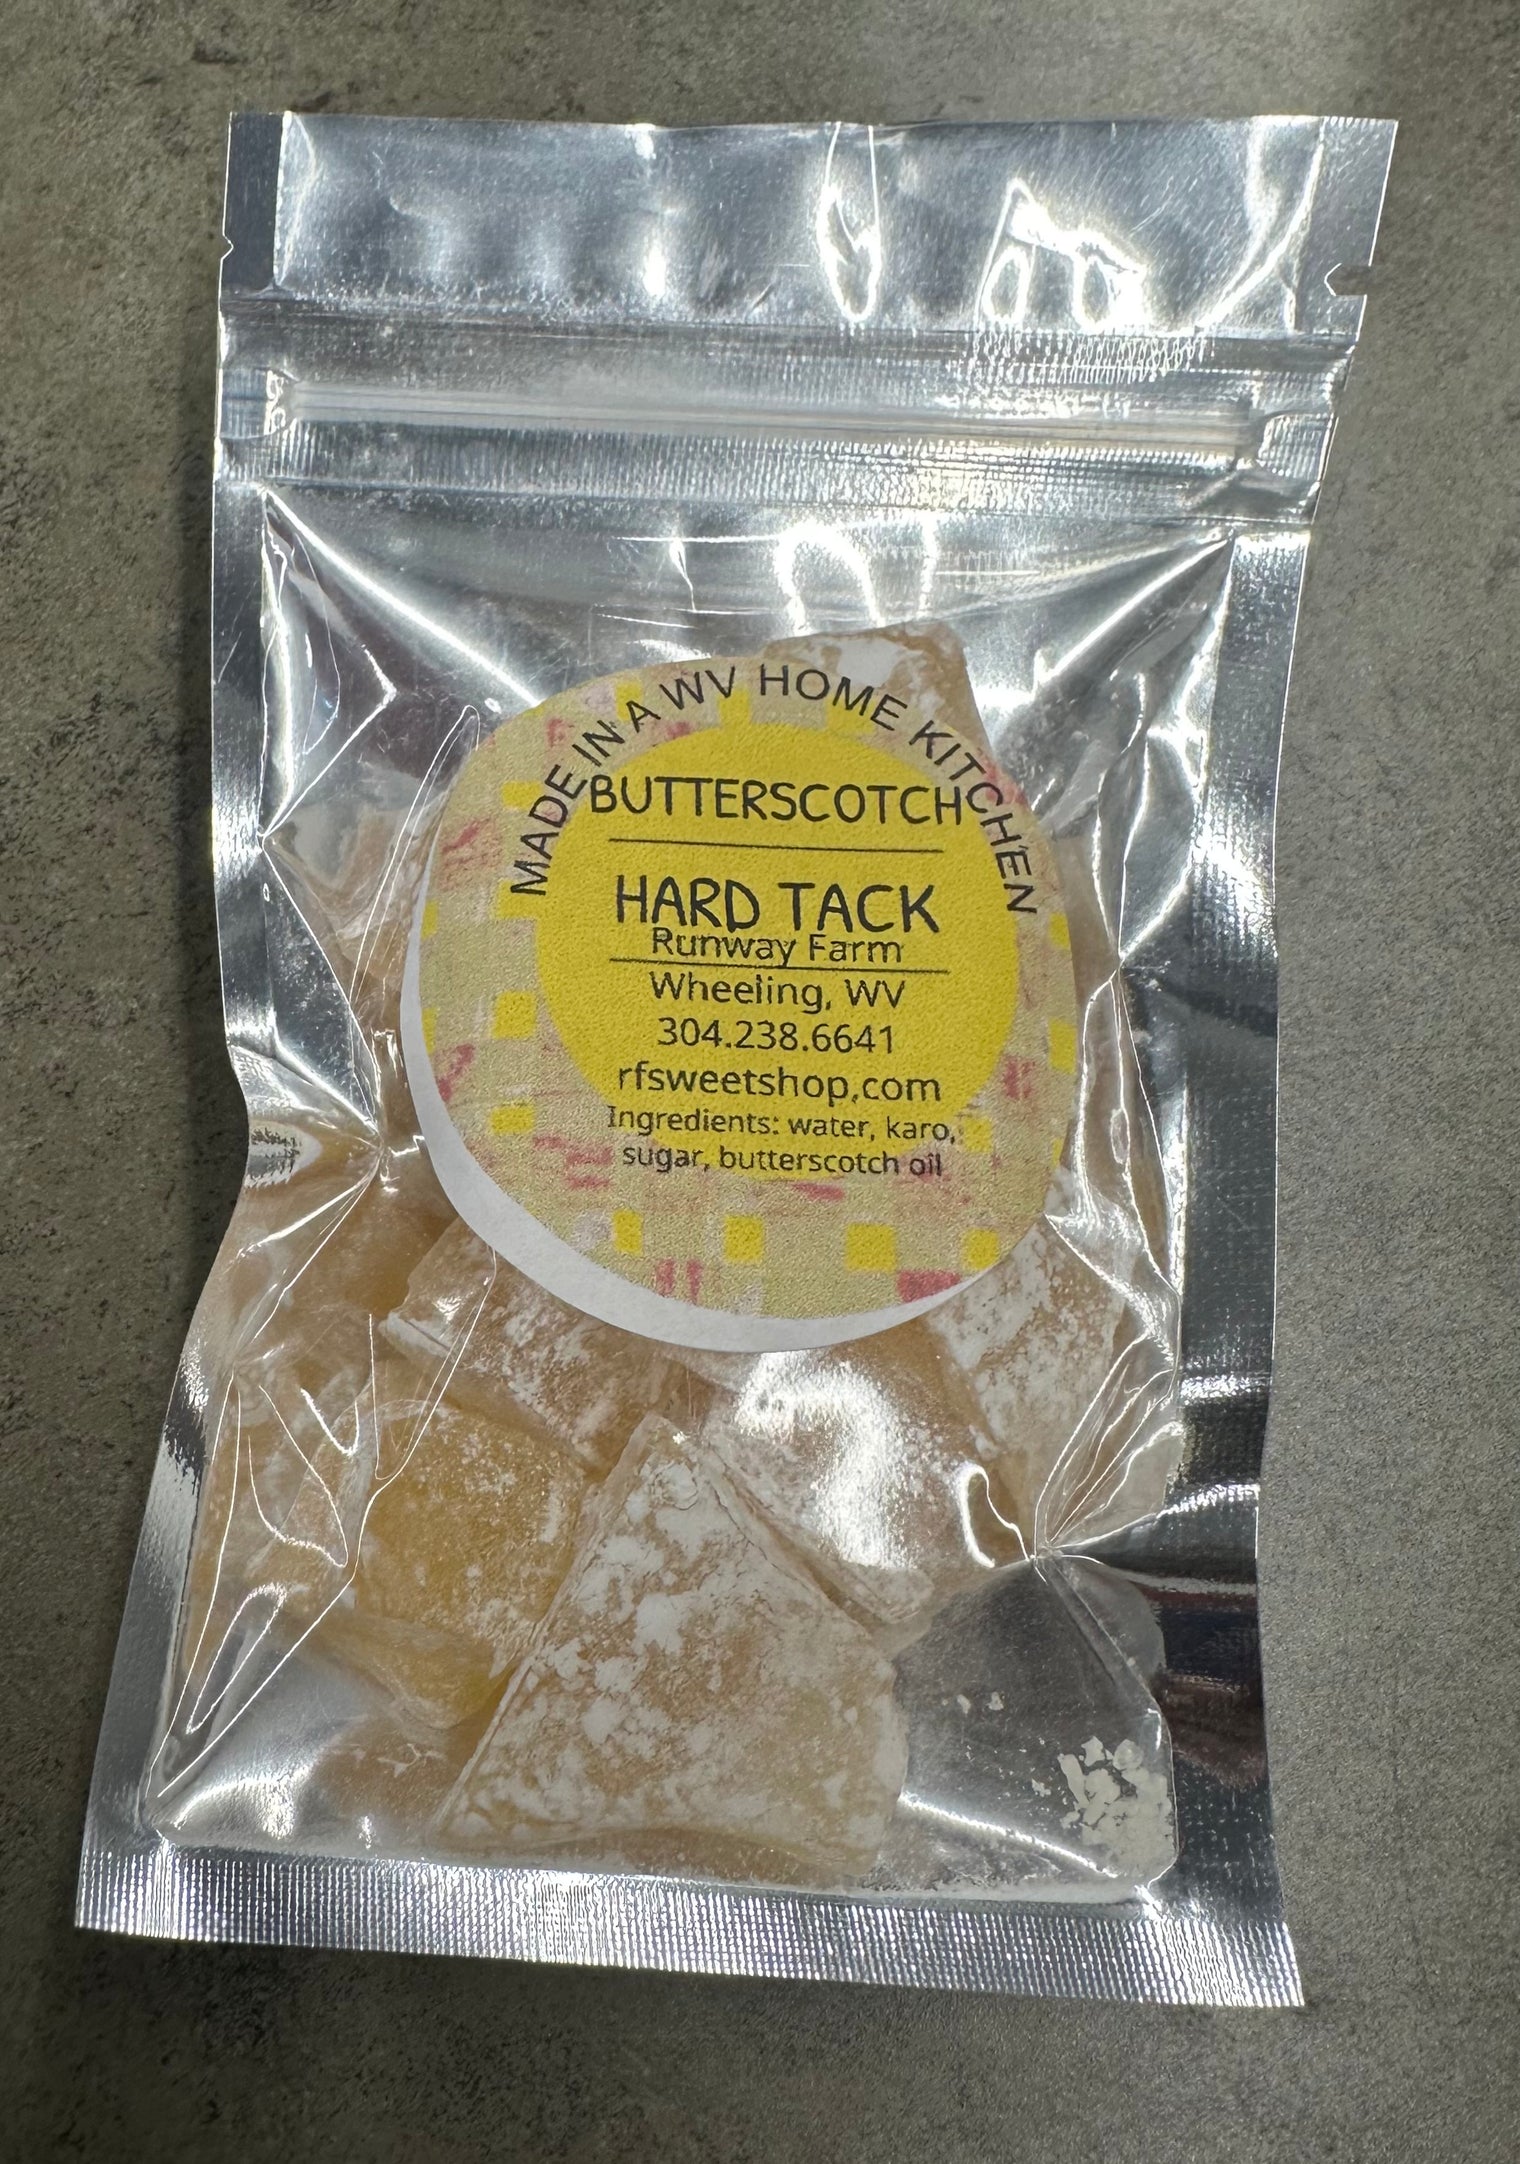 MADE IN A WV HOME KITCHEN
BUTTERSCOTCH
HARD TACK
Runway Farm
Wheeling, WV
304.238.6641
rfsweetshop.com
Ingredients: water, karo,
sugar, butterscotch oil